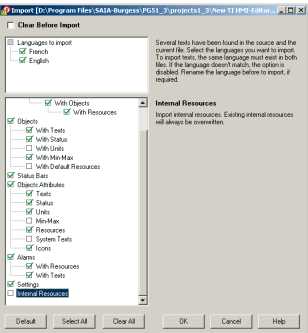 Import [D:\Program Files\SAIA-Burgess\PG51_3\projects1_3\New TI HMI-Editor...
Clear Before Import
Languages to import
French
English
Several texts have been found in the source and the
current file. Select the languages you want to import.
To import texts, the same language must exist in both
files. If the language doesn't match, the option is
disabled. Rename the language before to import, if
required.
With Objects
With Resources
Objects
With Texts
With Status
With Units
With Min-Max
With Default Resources
Status Bars
Objects Attributes
Texts
Status
Units
Min-Max
Resources
System Texts
Icons
Alarms
With Resources
With Texts
Settings
Internal Resources
Internal Resources
Import internal resources. Existing internal resources
will always be overwritten.
Default
Select All
Clear All
OK
Cancel
Help